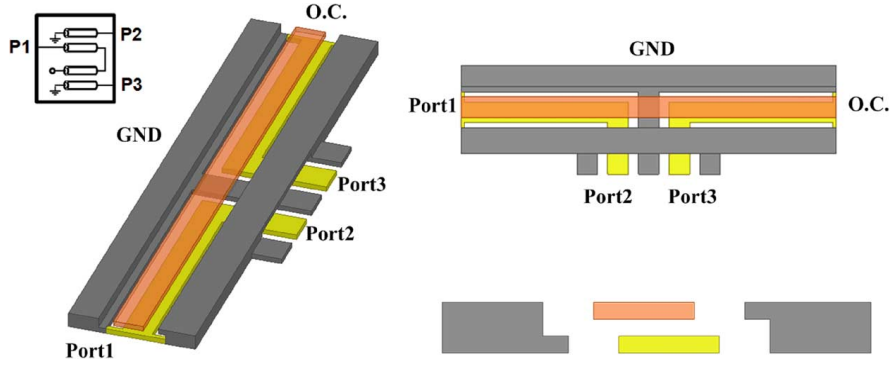 O.C.
P1
P2
P3
GND
Port3
Port2
Port1
GND
Port1
O.C.
Port2
Port3